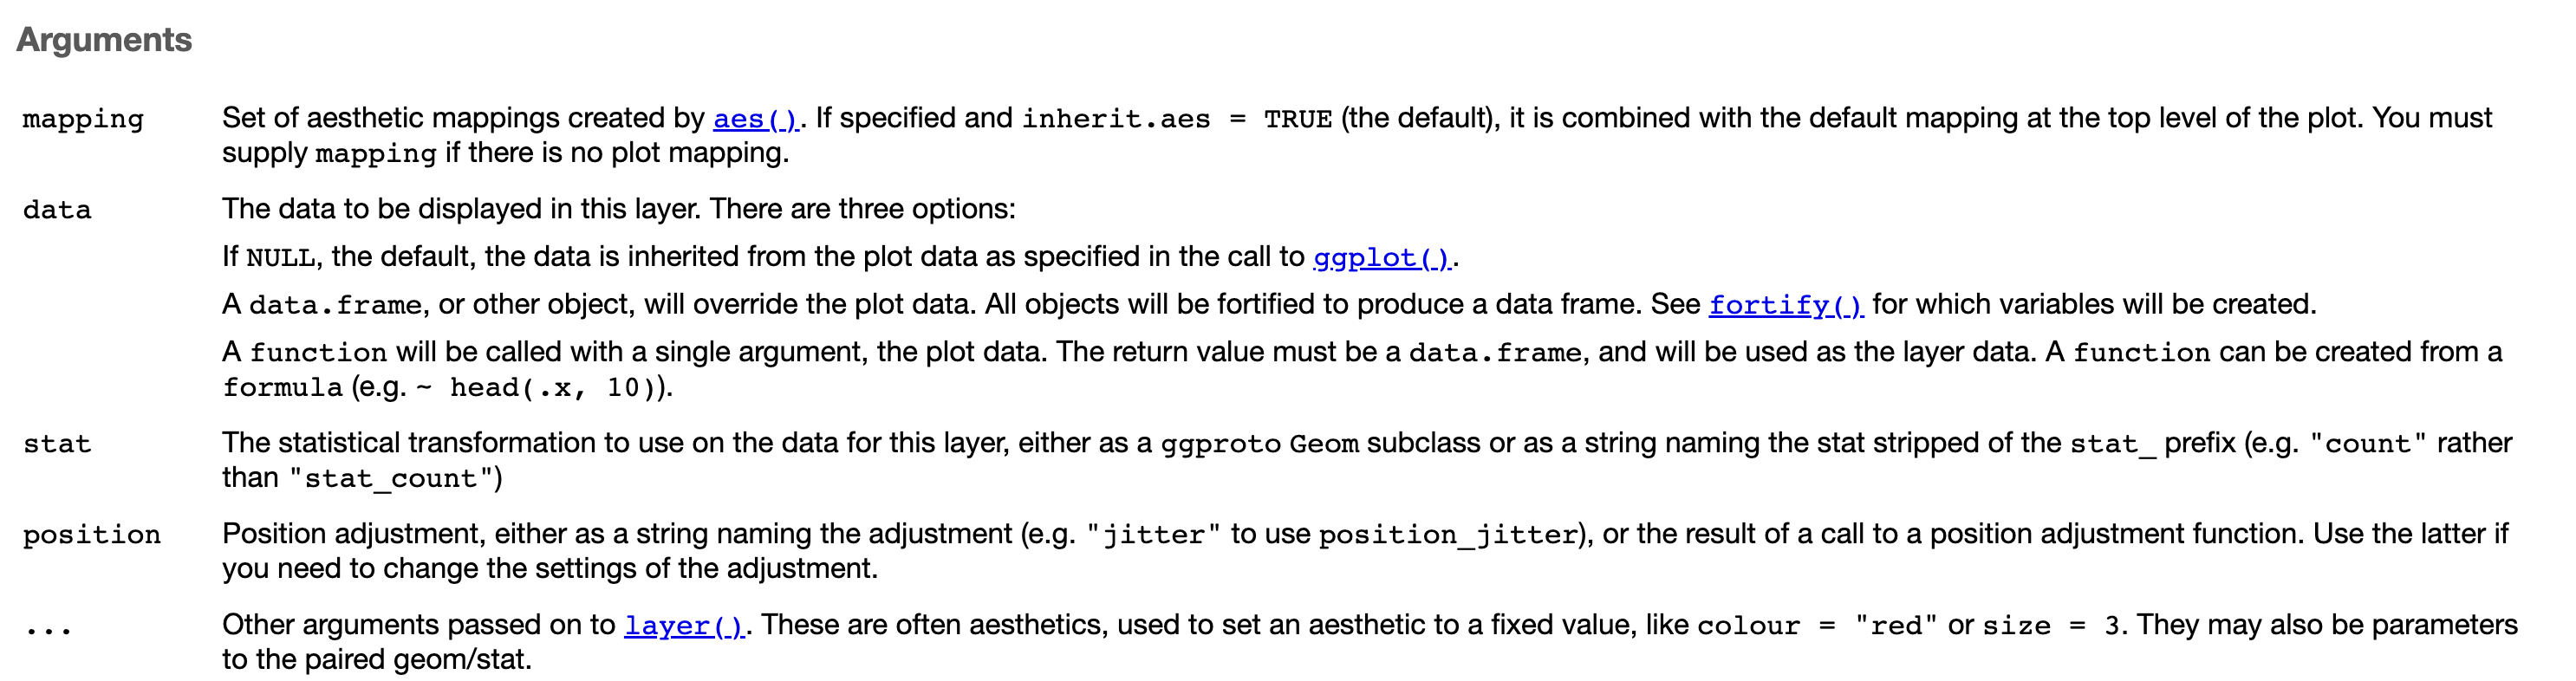 Arguments
mapping Set of aesthetic mappings created by aes(). If specified and inherit.aes = TRUE (the default), it is combined with the default mapping at the top level of the plot. You must
supply mapping if there is no plot mapping.
data The data to be displayed in this layer. There are three options:
If NULL, the default, the data is inherited from the plot data as specified in the call to ggplot().
A data.frame, or other object, will override the plot data. All objects will be fortified to produce a data frame. See fortify() for which variables will be created.
A function will be called with a single argument, the plot data. The return value must be a data.frame, and will be used as the layer data. A function can be created from a
formula (e.g. ~ head(.x, 10)).
stat The statistical transformation to use on the data for this layer, either as a ggproto Geom subclass or as a string naming the stat stripped of the stat_ prefix (e.g. "count" rather
than "stat_count")
position Position adjustment, either as a string naming the adjustment (e.g. "jitter" to use position_jitter), or the result of a call to a position adjustment function. Use the latter if
you need to change the settings of the adjustment.
... Other arguments passed on to layer(). These are often aesthetics, used to set an aesthetic to a fixed value, like colour = "red" or size = 3. They may also be parameters
to the paired geom/stat.